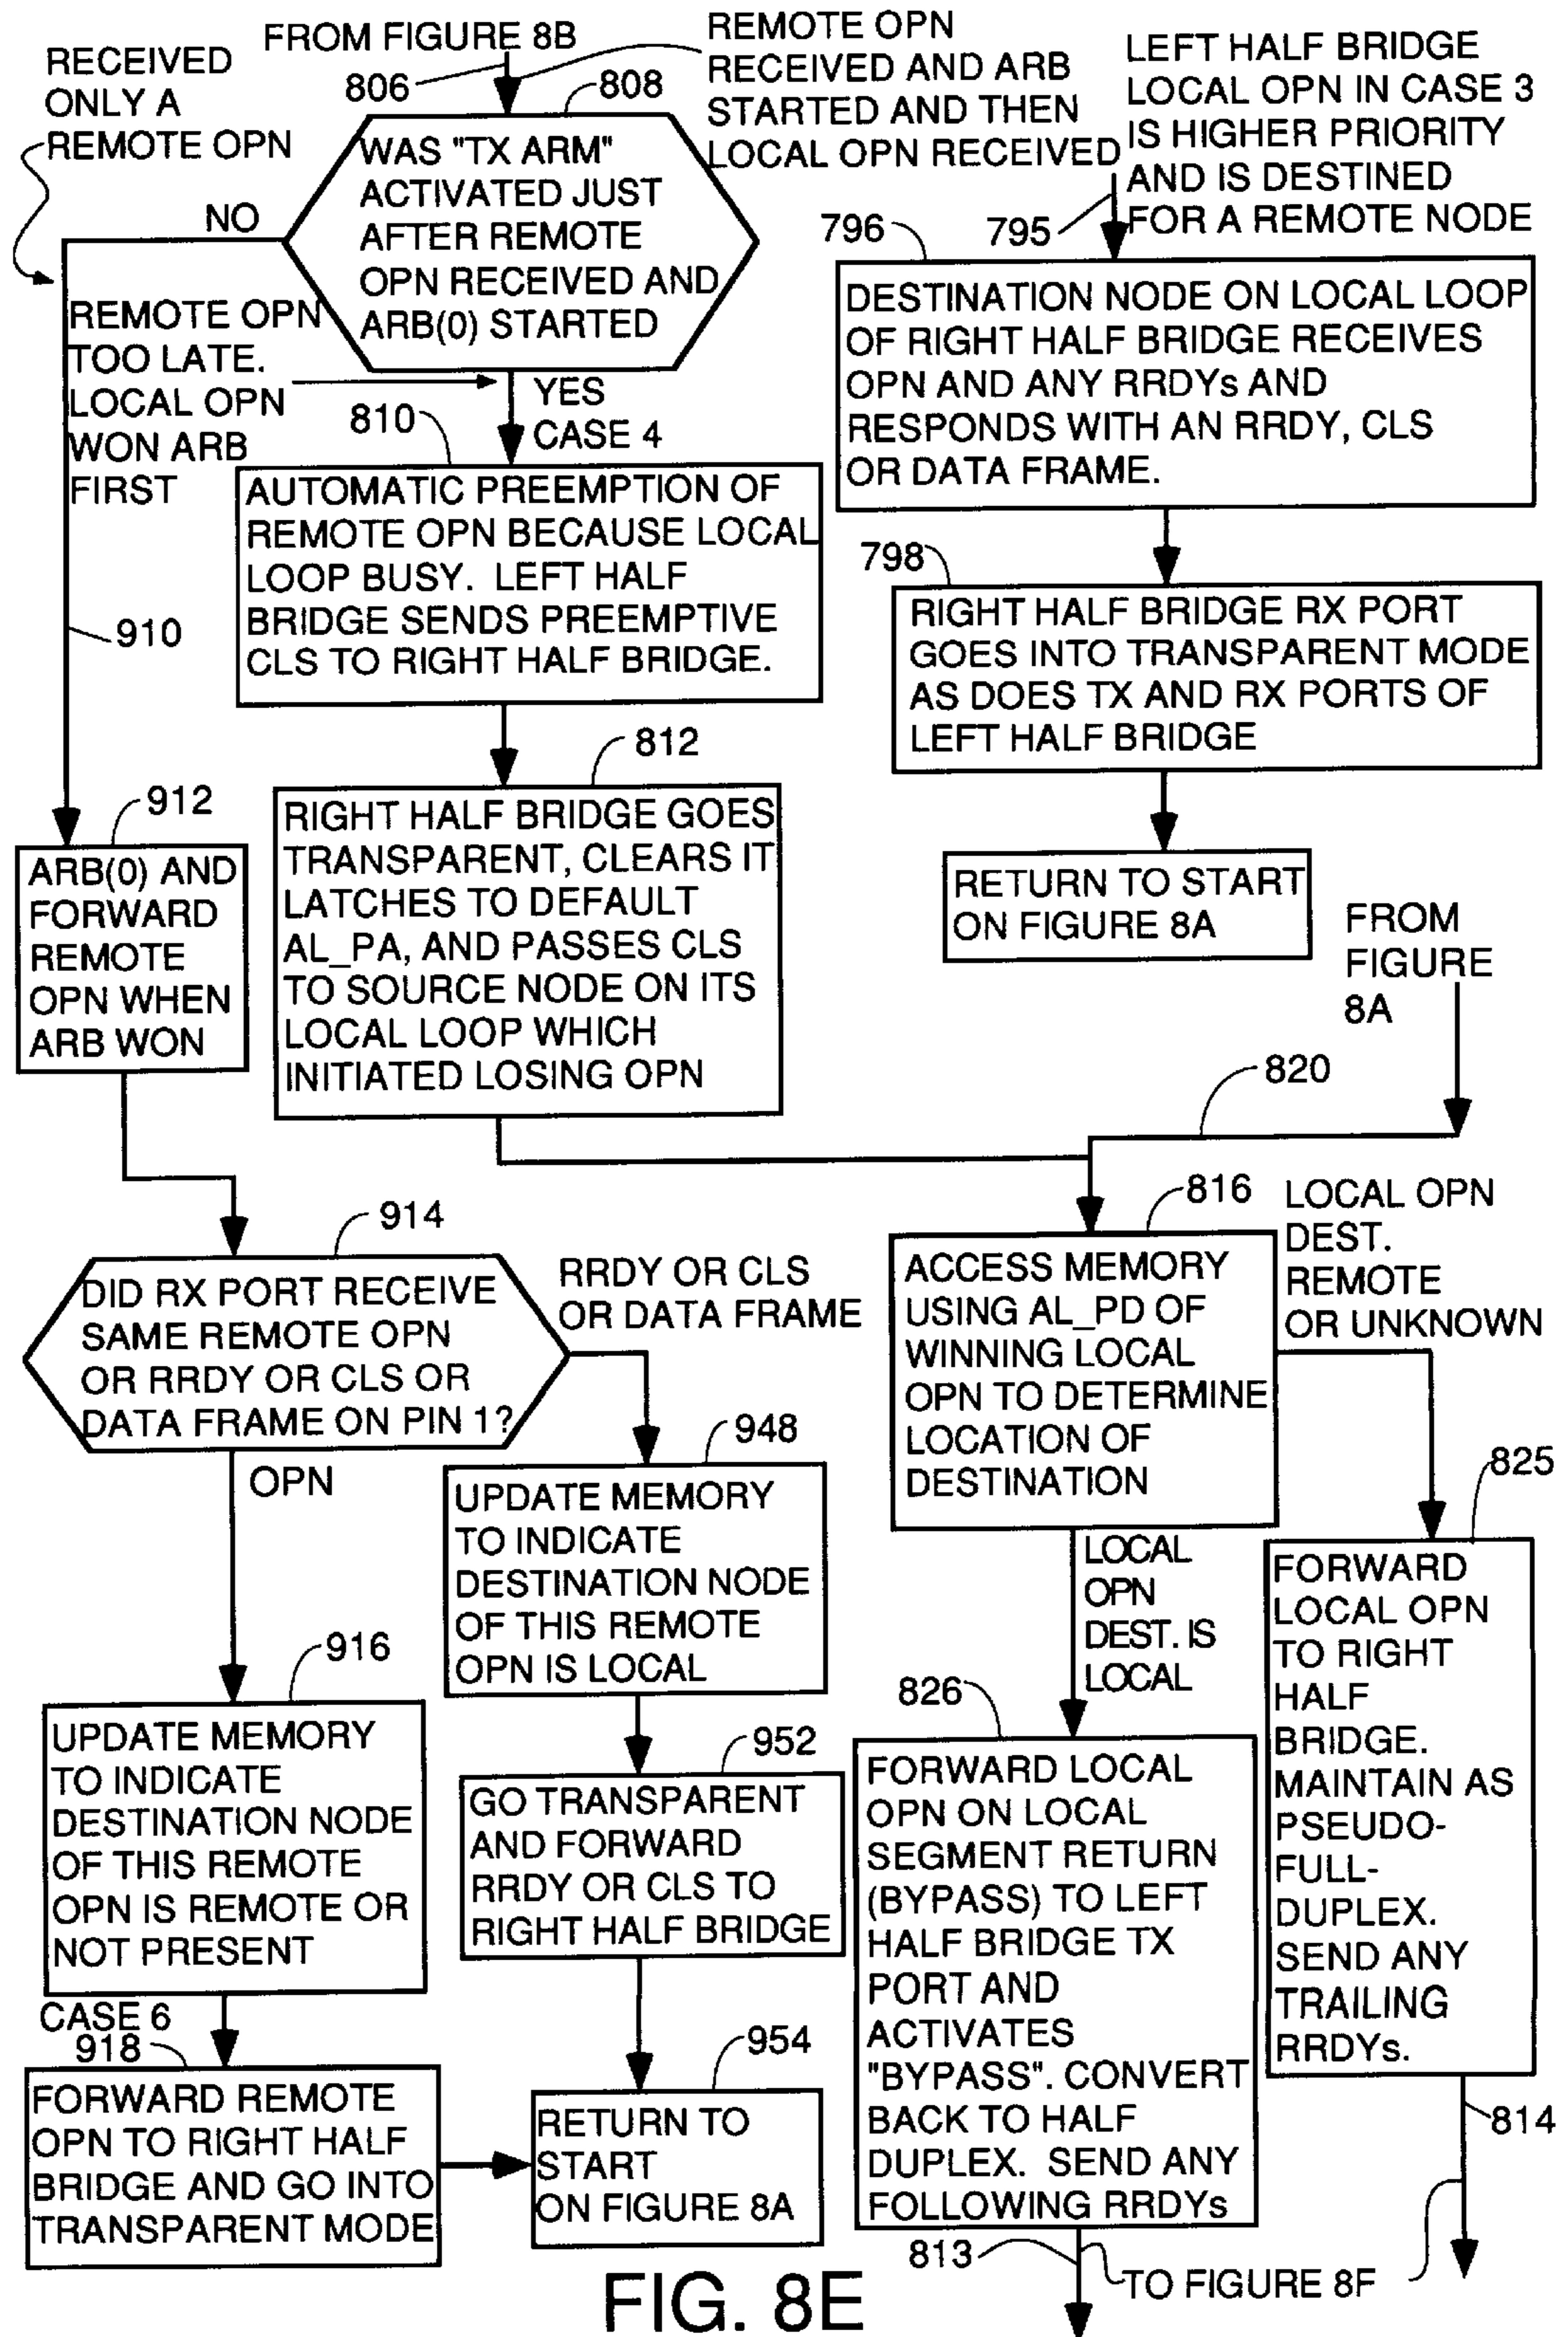 FROM FIGURE 8B
806
REMOTE OPN
RECEIVED AND ARB
STARTED AND THEN
LOCAL OPN RECEIVED
RECEIVED
ONLY A
REMOTE OPN
808
WAS "TX ARM"
ACTIVATED JUST
AFTER REMOTE
OPN RECEIVED AND
ARB(0) STARTED
NO
REMOTE OPN
TOO LATE.
LOCAL OPN
WON ARB
FIRST
YES
CASE 4
910
810
AUTOMATIC PREEMPTION OF
REMOTE OPN BECAUSE LOCAL
LOOP BUSY. LEFT HALF
BRIDGE SENDS PREEMPTIVE
CLS TO RIGHT HALF BRIDGE.
812
RIGHT HALF BRIDGE GOES
TRANSPARENT, CLEARS IT
LATCHES TO DEFAULT
AL_PA, AND PASSES CLS
TO SOURCE NODE ON ITS
LOCAL LOOP WHICH
INITIATED LOSING OPN
LEFT HALF BRIDGE
LOCAL OPN IN CASE 3
IS HIGHER PRIORITY
AND IS DESTINED
FOR A REMOTE NODE
795
796
DESTINATION NODE ON LOCAL LOOP
OF RIGHT HALF BRIDGE RECEIVES
OPN AND ANY RRDYs AND
RESPONDS WITH AN RRDY, CLS
OR DATA FRAME.
798
RIGHT HALF BRIDGE RX PORT
GOES INTO TRANSPARENT MODE
AS DOES TX AND RX PORTS OF
LEFT HALF BRIDGE
RETURN TO START
ON FIGURE 8A
FROM
FIGURE
8A
820
912
ARB(0) AND
FORWARD
REMOTE
OPN WHEN
ARB WON
914
DID RX PORT RECEIVE
SAME REMOTE OPN
OR RRDY OR CLS OR
DATA FRAME ON PIN 1?
RRDY OR CLS
OR DATA FRAME
OPN
948
UPDATE MEMORY
TO INDICATE
DESTINATION NODE
OF THIS REMOTE
OPN IS LOCAL
916
UPDATE MEMORY
TO INDICATE
DESTINATION NODE
OF THIS REMOTE
OPN IS REMOTE OR
NOT PRESENT
952
GO TRANSPARENT
AND FORWARD
RRDY OR CLS TO
RIGHT HALF BRIDGE
CASE 6
918
FORWARD REMOTE
OPN TO RIGHT HALF
BRIDGE AND GO INTO
TRANSPARENT MODE
954
RETURN TO
START
ON FIGURE 8A
816
ACCESS MEMORY
USING AL_PD OF
WINNING LOCAL
OPN TO DETERMINE
LOCATION OF
DESTINATION
LOCAL OPN
DEST.
REMOTE
OR UNKNOWN
LOCAL
OPN
DEST. IS
LOCAL
825
FORWARD
LOCAL OPN
TO RIGHT
HALF
BRIDGE.
MAINTAIN AS
PSEUDO-
FULL-
DUPLEX.
SEND ANY
TRAILING
RRDYs.
814
826
FORWARD LOCAL
OPN ON LOCAL
SEGMENT RETURN
(BYPASS) TO LEFT
HALF BRIDGE TX
PORT AND
ACTIVATES
"BYPASS". CONVERT
BACK TO HALF
DUPLEX. SEND ANY
FOLLOWING RRDYs
813
TO FIGURE 8F
FIG. 8E